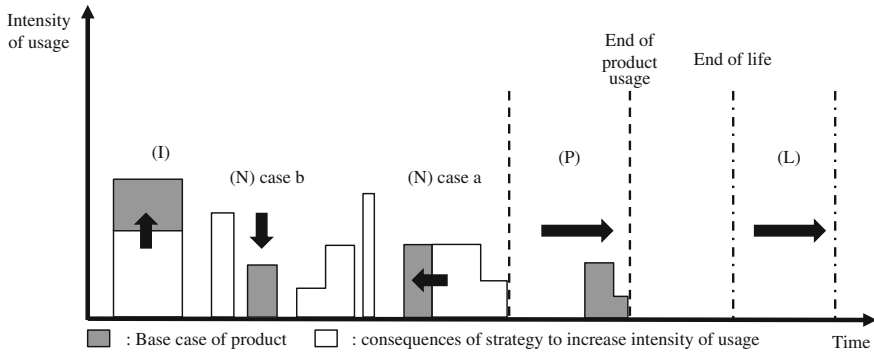 Intensity
of usage
End of
product
usage
End of life
(I)
(N) case b
(N) case a
(P)
(L)
: Base case of product
: consequences of strategy to increase intensity of usage
Time